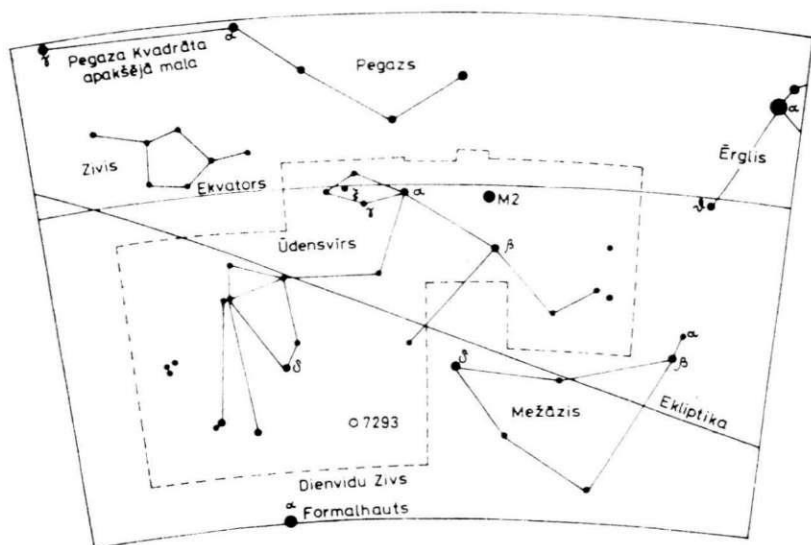 γ
α
Pegaza Kvadrāta
apakšējā mala
Pegazs
α
Ērglis
Zivis
Ekvators
ξ
γ
α
M2
ϑ
Ūdensvīrs
β
α
β
δ
δ
Mežāzis
Ekliptika
7293
Dienvidu Zivs
α
Formalhauts